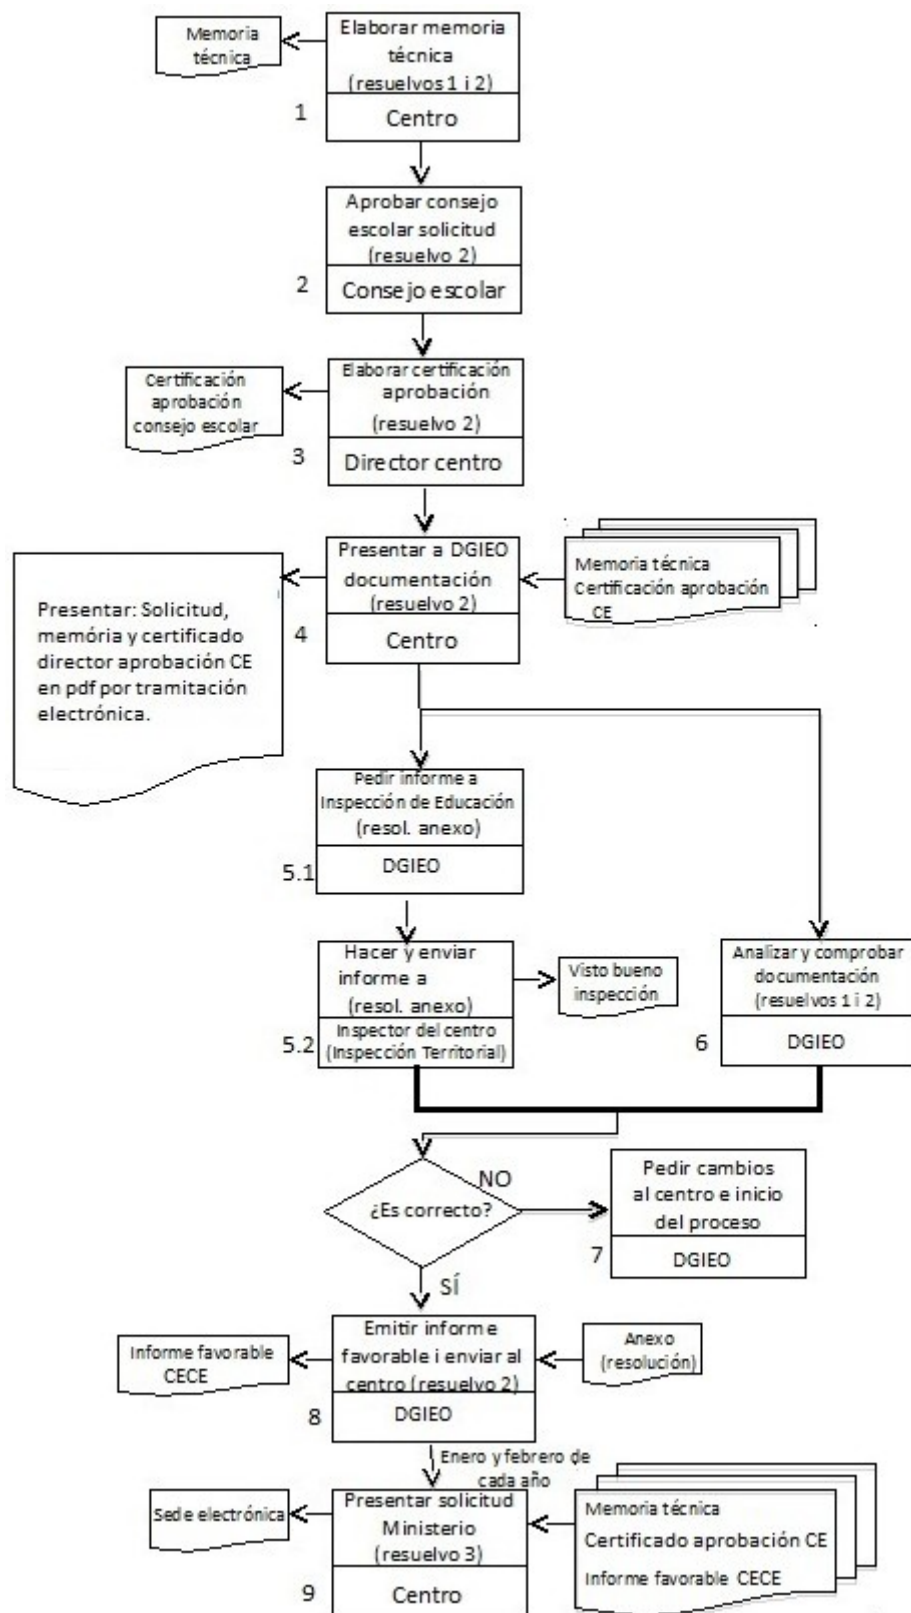 Memoria
técnica
Elaborar memoria
técnica
(resuelvos 1 i 2)
1
Centro
Aprobar consejo
escolar solicitud
(resuelvo 2)
2
Consejo escolar
Certificación
aprobación
consejo escolar
Elaborar certificación
aprobación
(resuelvo 2)
3
Director centro
Presentar a DGIEO
documentación
(resuelvo 2)
4
Centro
Memoria técnica
Certificación aprobación
CE
Presentar: Solicitud,
memória y certificado
director aprobación CE
en pdf por tramitación
electrónica.
Pedir informe a
Inspección de Educación
(resol. anexo)
5.1
DGIEO
Hacer y enviar
informe a
(resol. anexo)
5.2
Inspector del centro
(Inspección Territorial)
Visto bueno
inspección
Analizar y comprobar
documentación
(resuelvos 1 i 2)
6
DGIEO
¿Es correcto?
NO
Pedir cambios
al centro e inicio
del proceso
7
DGIEO
SÍ
Informe favorable
CECE
Emitir informe
favorable i enviar al
centro (resuelvo 2)
8
DGIEO
Anexo
(resolución)
Enero y febrero de
cada año
Sede electrónica
Presentar solicitud
Ministerio
(resuelvo 3)
9
Centro
Memoria técnica
Certificado aprobación CE
Informe favorable CECE